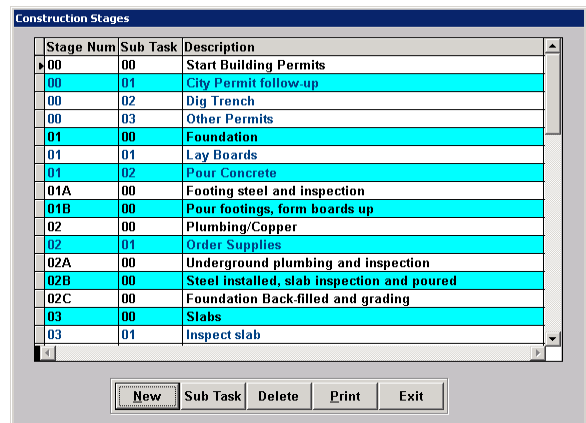 Construction Stages
Stage Num Sub Task Description
00 00 Start Building Permits
00 01 City Permit follow-up
00 02 Dig Trench
00 03 Other Permits
01 00 Foundation
01 01 Lay Boards
01 02 Pour Concrete
01A 00 Footing steel and inspection
01B 00 Pour footings, form boards up
02 00 Plumbing/Copper
02 01 Order Supplies
02A 00 Underground plumbing and inspection
02B 00 Steel installed, slab inspection and poured
02C 00 Foundation Back-filled and grading
03 00 Slabs
03 01 Inspect slab
New Sub Task Delete Print Exit